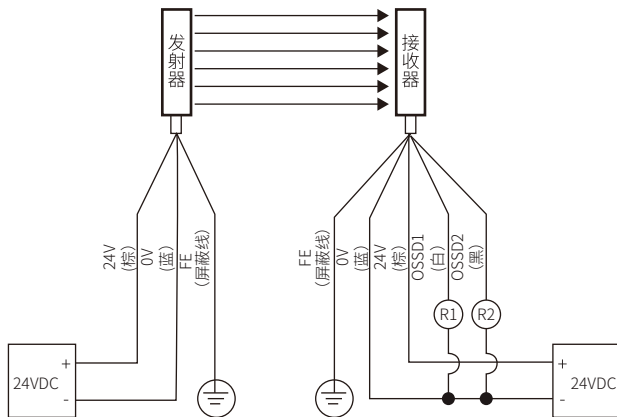 发射器
接收器
24V
(棕)
0V
(蓝)
FE
(屏蔽线)
FE
(屏蔽线)
0V
(蓝)
24V
(棕)
OSSD1
(白)
OSSD2
(黑)
R1
R2
+
24VDC
-
+
24VDC
-